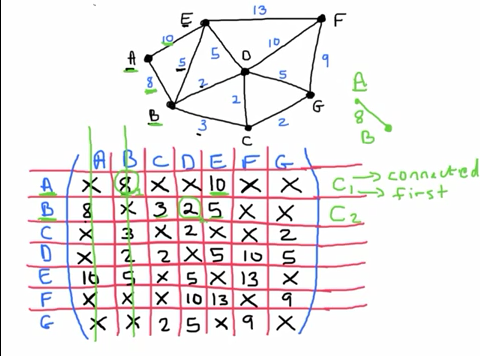 13
E
F
10
10
5
5
9
A
D
8
2
5
A
B
2
G
8
3
2
B
C
A B C D E F G
A X 8 X X 10 X X C1 → connected
→ first
B 8 X 3 2 5 X X C2
C X 3 X 2 X X 2
D X 2 2 X 5 10 5
E 10 5 X 5 X 13 X
F X X X 10 13 X 9
G X X 2 5 X 9 X